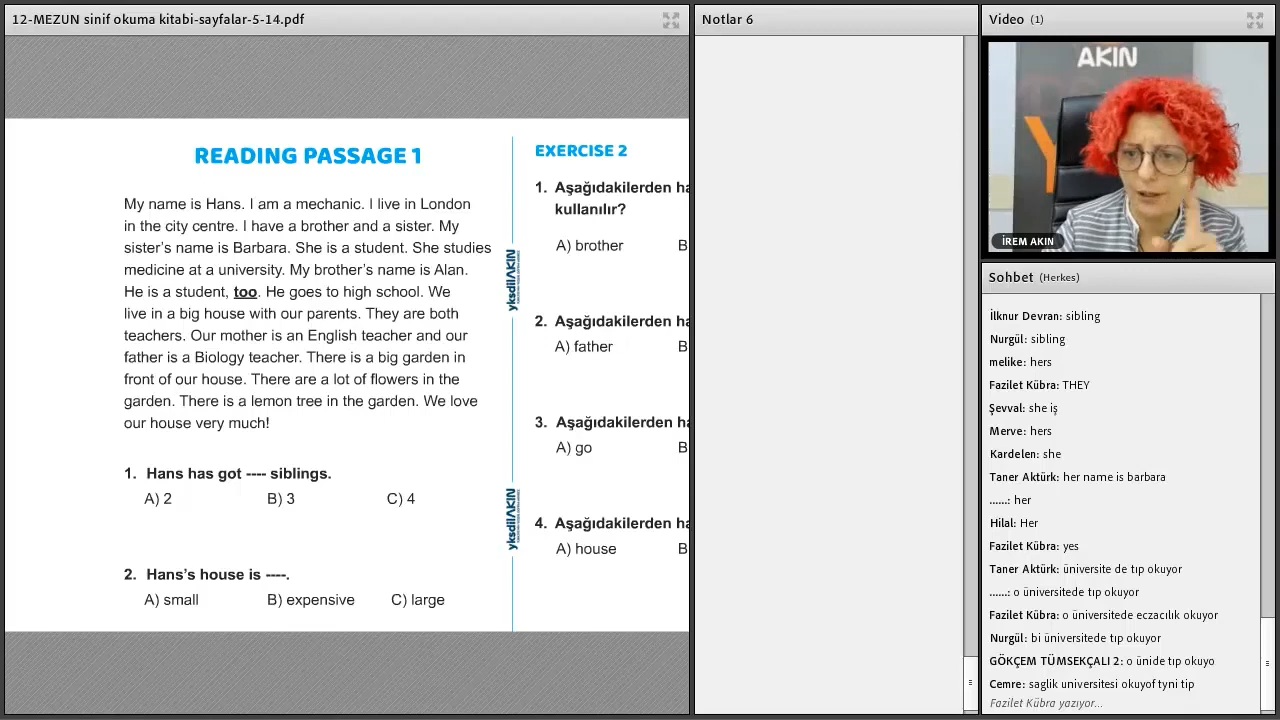 12-MEZUN sinif okuma kitabi-sayfalar-5-14.pdf
READING PASSAGE 1
My name is Hans. I am a mechanic. I live in London
in the city centre. I have a brother and a sister. My
sister's name is Barbara. She is a student. She studies
medicine at a university. My brother's name is Alan.
He is a student, too. He goes to high school. We
live in a big house with our parents. They are both
teachers. Our mother is an English teacher and our
father is a Biology teacher. There is a big garden in
front of our house. There are a lot of flowers in the
garden. There is a lemon tree in the garden. We love
our house very much!
1. Hans has got ---- siblings.
A) 2 B) 3 C) 4
2. Hans's house is ----.
A) small B) expensive C) large
yksdilAKIN
yksdilAKIN
EXERCISE 2
1. Aşağıdakilerden ha
kullanılır?
A) brother B
2. Aşağıdakilerden ha
A) father B
3. Aşağıdakilerden ha
A) go B
4. Aşağıdakilerden ha
A) house B
Notlar 6
Video (1)
AKIN
Y
İREM AKIN
Sohbet (Herkes)
İlknur Devran: sibling
Nurgül: sibling
melike: hers
Fazilet Kübra: THEY
Şevval: she iş
Merve: hers
Kardelen: she
Taner Aktürk: her name is barbara
......: her
Hilal: Her
Fazilet Kübra: yes
Taner Aktürk: üniversite de tıp okuyor
......: o üniversitede tıp okuyor
Fazilet Kübra: o üniversitede eczacılık okuyor
Nurgül: bi üniversitede tıp okuyor
GÖKÇEM TÜMSEKÇALI 2: o ünide tıp okuyo
Cemre: saglik universitesi okuyof tyni tip
Fazilet Kübra yazıyor...